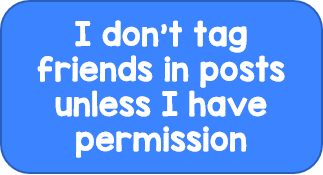 I don't tag
friends in posts
unless I have
permission